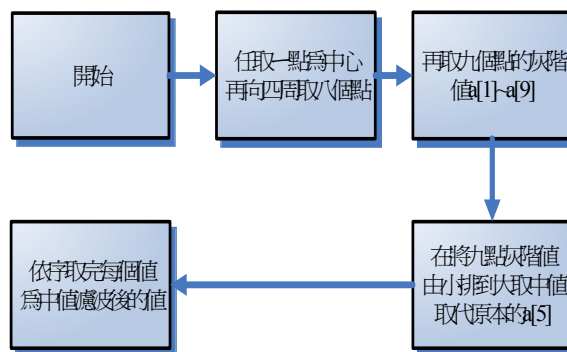 開始
任取一點為中心
再向四周取八個點
再取九個點的灰階
值a[1]~a[9]
在將九點灰階值
由小排到大取中值
取代原本的a[5]
依序取完每個值
為中值濾波後的值